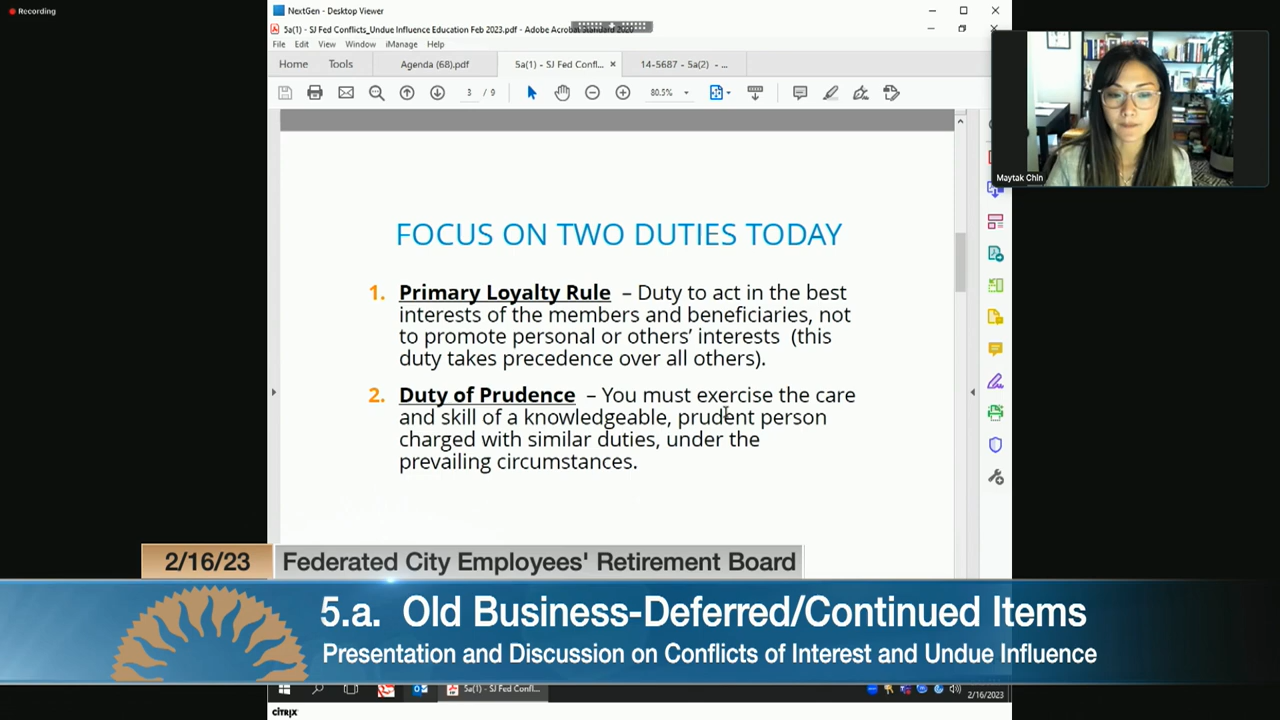 Recording
NextGen - Desktop Viewer
5a(1) - SJ Fed Conflicts_Undue Influence Education Feb 2023.pdf - Adobe Acrobat Standard 2020
File Edit View Window iManage Help
Home Tools Agenda (68).pdf 5a(1) - SJ Fed Confl... × 14-5687 - 5a(2) - ...
3 / 9 80.5%
Maytak Chin
FOCUS ON TWO DUTIES TODAY
1. Primary Loyalty Rule – Duty to act in the best
interests of the members and beneficiaries, not
to promote personal or others’ interests (this
duty takes precedence over all others).
2. Duty of Prudence – You must exercise the care
and skill of a knowledgeable, prudent person
charged with similar duties, under the
prevailing circumstances.
2/16/23 Federated City Employees' Retirement Board
5.a. Old Business-Deferred/Continued Items
Presentation and Discussion on Conflicts of Interest and Undue Influence
5a(1) - SJ Fed Confl...
2/16/2023
CITRIX